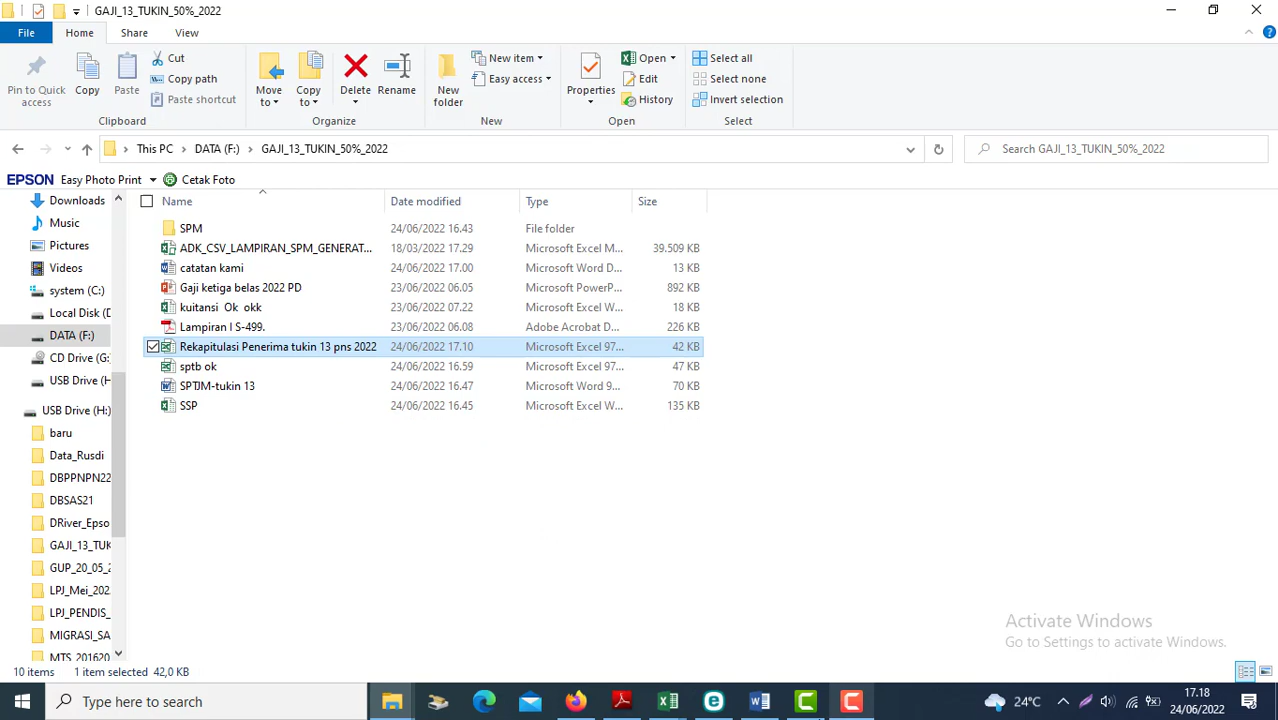 GAJI_13_TUKIN_50%_2022
File Home Share View
Pin to Quick access
Copy
Paste
Cut
Copy path
Paste shortcut
Move to
Copy to
Delete
Rename
New folder
New item
Easy access
Properties
Open
Edit
History
Select all
Select none
Invert selection
Clipboard Organize New Open Select
This PC DATA (F:) GAJI_13_TUKIN_50%_2022
Search GAJI_13_TUKIN_50%_2022
EPSON Easy Photo Print Cetak Foto
Name Date modified Type Size
Downloads
Music
Pictures
Videos
system (C:)
Local Disk (D
DATA (F:)
CD Drive (G:
USB Drive (H
USB Drive (H:)
baru
Data_Rusdi
DBPPNPN22
DBSAS21
DRiver_Epso
GAJI_13_TUK
GUP_20_05_2
LPJ_Mei_202
LPJ_PENDIS_
MIGRASI_SA
MTS_201620
SPM 24/06/2022 16.43 File folder
ADK_CSV_LAMPIRAN_SPM_GENERAT... 18/03/2022 17.29 Microsoft Excel M... 39.509 KB
catatan kami 24/06/2022 17.00 Microsoft Word D... 13 KB
Gaji ketiga belas 2022 PD 23/06/2022 06.05 Microsoft PowerP... 892 KB
kuitansi Ok okk 23/06/2022 07.22 Microsoft Excel W... 18 KB
Lampiran I S-499. 23/06/2022 06.08 Adobe Acrobat D... 226 KB
Rekapitulasi Penerima tukin 13 pns 2022 24/06/2022 17.10 Microsoft Excel 97... 42 KB
sptb ok 24/06/2022 16.59 Microsoft Excel 97... 47 KB
SPTJM-tukin 13 24/06/2022 16.47 Microsoft Word 9... 70 KB
SSP 24/06/2022 16.45 Microsoft Excel W... 135 KB
Activate Windows
Go to Settings to activate Windows.
10 items 1 item selected 42,0 KB
Type here to search
24°C
17.18
24/06/2022